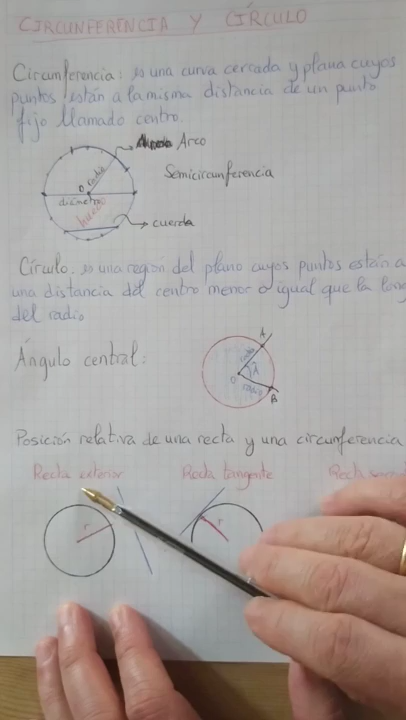 CIRCUNFERENCIA Y CÍRCULO
Circunferencia: es una curva cerrada y plana cuyos
puntos están a la misma distancia de un punto
fijo llamado centro.
Arco
radio
O
Semicircunferencia
diámetro
cuerda
Círculo: es una región del plano cuyos puntos están a
una distancia del centro menor o igual que la long
del radio
Ángulo central:
A
radio
O
radio
B
Posición relativa de una recta y una circunferencia
Recta exterior Recta tangente Recta
r r